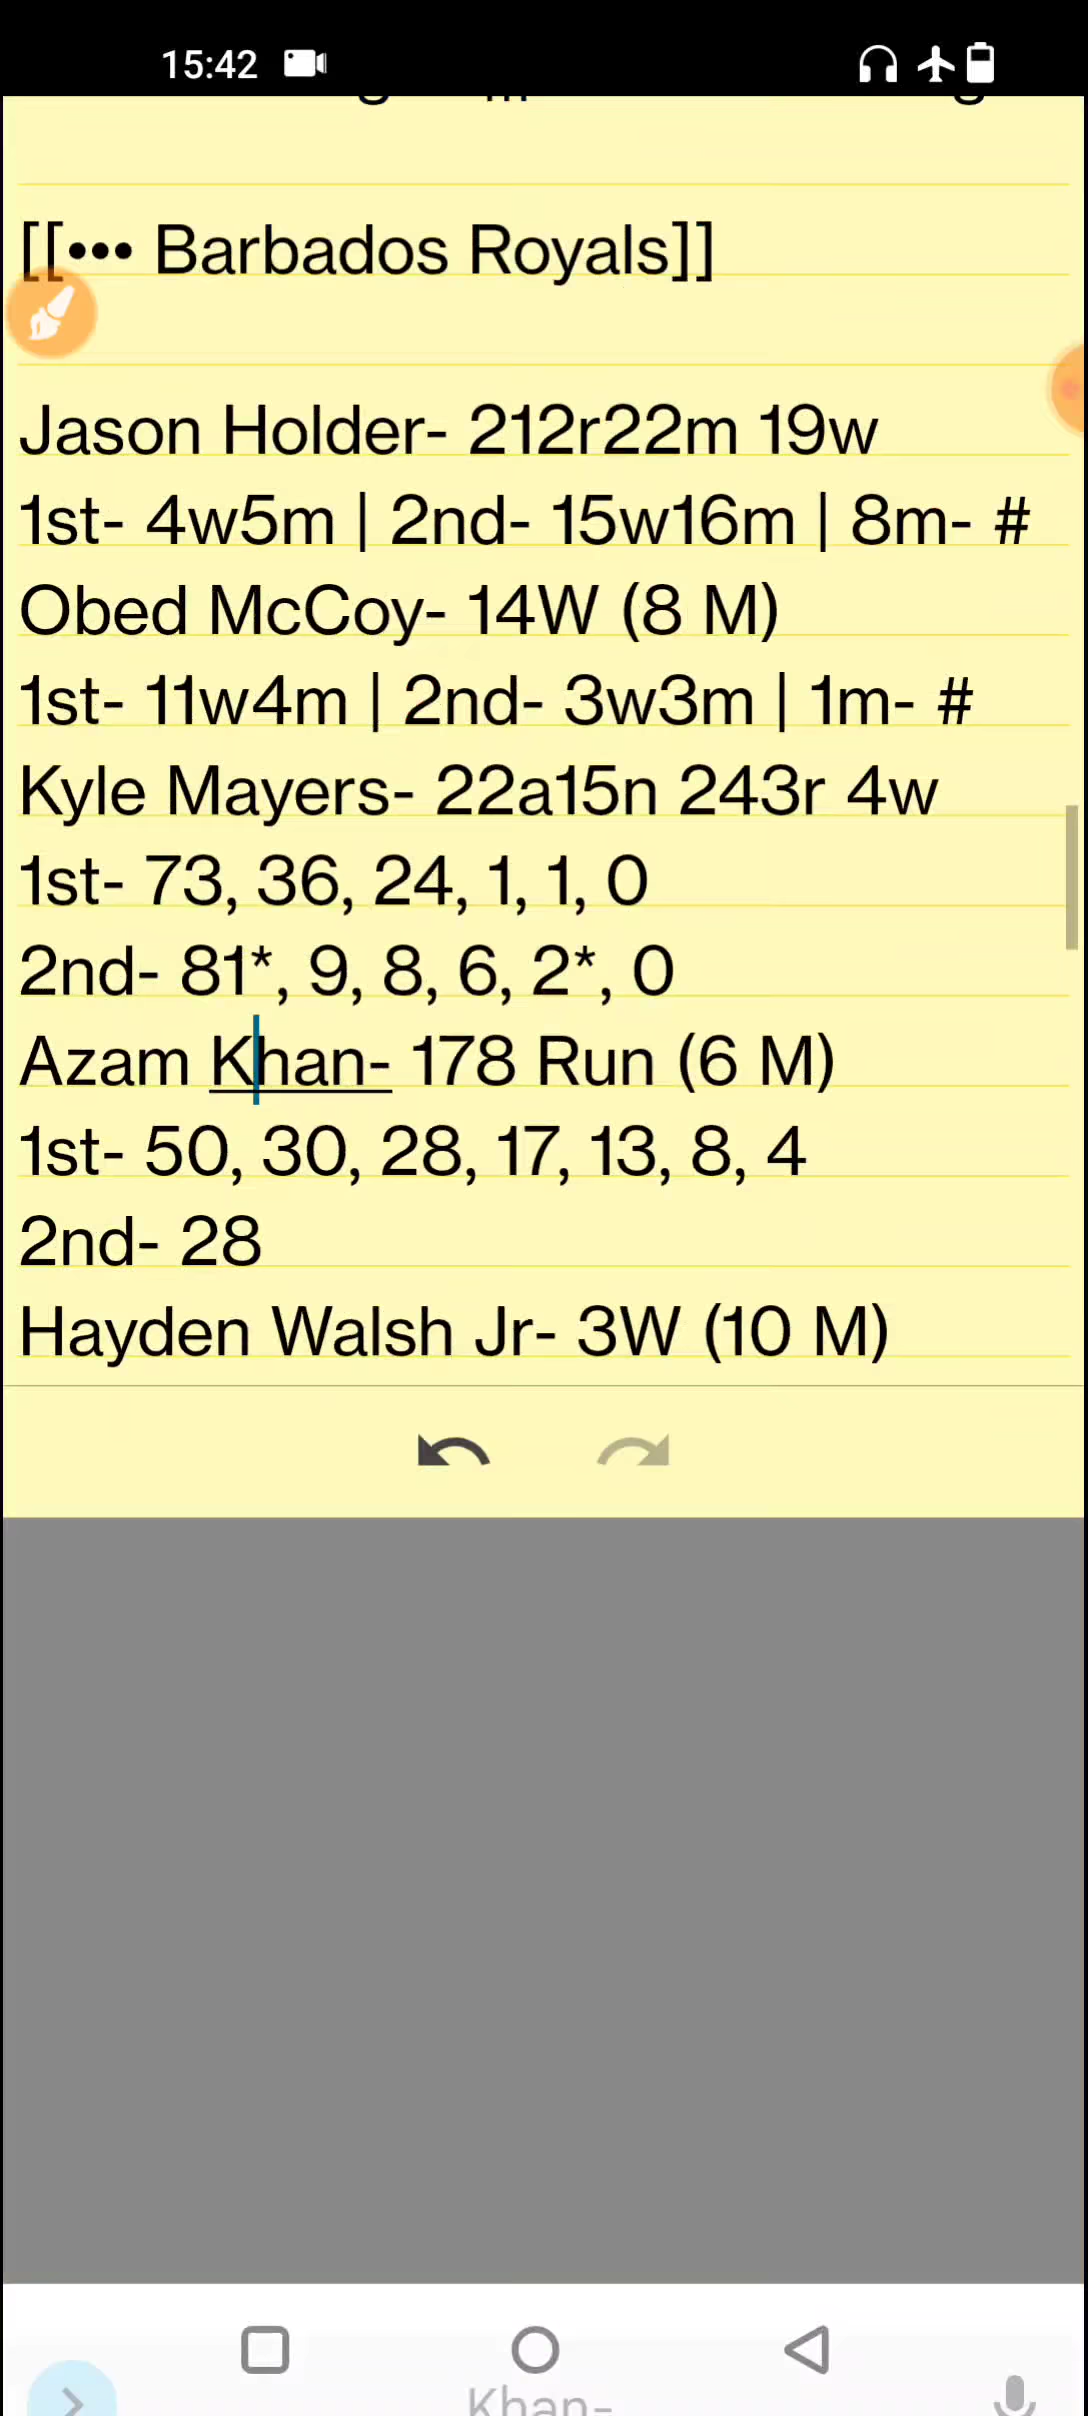 15:42
[[••• Barbados Royals]]
Jason Holder- 212r22m 19w
1st- 4w5m | 2nd- 15w16m | 8m- #
Obed McCoy- 14W (8 M)
1st- 11w4m | 2nd- 3w3m | 1m- #
Kyle Mayers- 22a15n 243r 4w
1st- 73, 36, 24, 1, 1, 0
2nd- 81*, 9, 8, 6, 2*, 0
Azam Khan- 178 Run (6 M)
1st- 50, 30, 28, 17, 13, 8, 4
2nd- 28
Hayden Walsh Jr- 3W (10 M)
Khan-